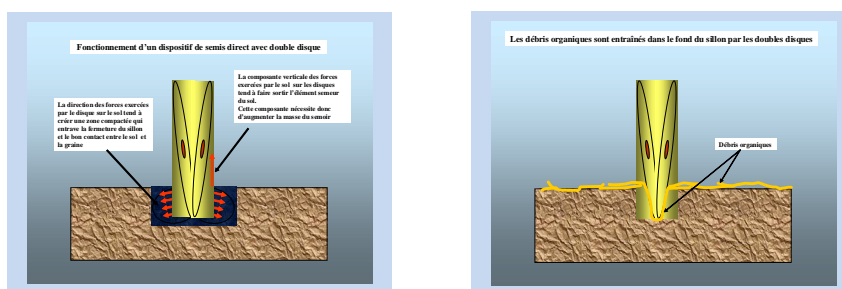 Fonctionnement d'un dispositif de semis direct avec double disque
La composante verticale des forces
exercées par le sol sur les disques
tend à faire sortir l'élément semeur
du sol.
Cette composante nécessite donc
d'augmenter la masse du semoir
La direction des forces exercées
par le disque sur le sol tend à
créer une zone compactée qui
entrave la fermeture du sillon
et le bon contact entre le sol et
la graine
Les débris organiques sont entraînés dans le fond du sillon par les doubles disques
Débris organiques